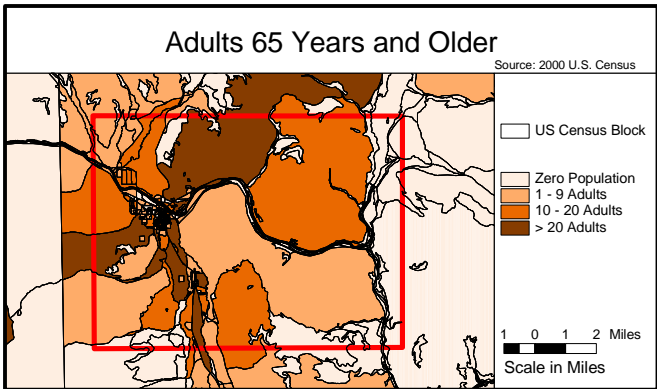 Adults 65 Years and Older
Source: 2000 U.S. Census
US Census Block
Zero Population
1 - 9 Adults
10 - 20 Adults
> 20 Adults
1 0 1 2 Miles
Scale in Miles